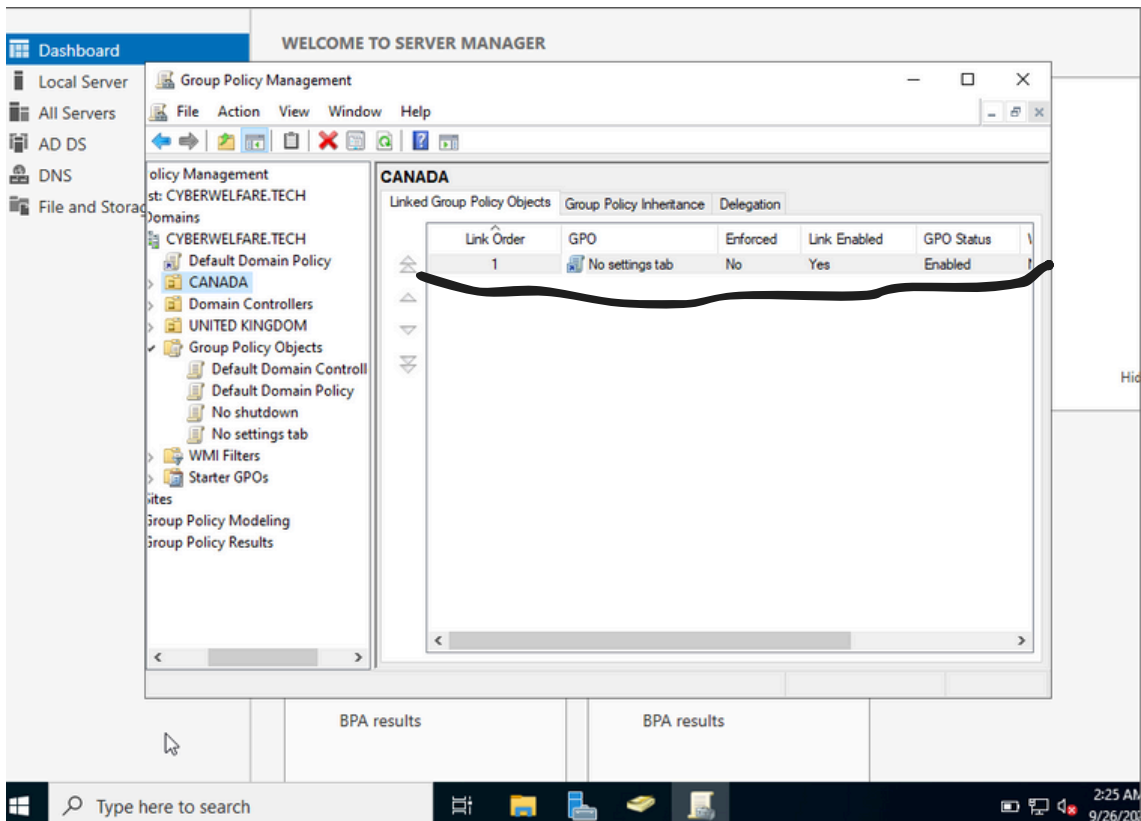 WELCOME TO SERVER MANAGER
Dashboard
Local Server
All Servers
AD DS
DNS
File and Storag
Group Policy Management
File Action View Window Help
olicy Management
st: CYBERWELFARE.TECH
Domains
CYBERWELFARE.TECH
Default Domain Policy
CANADA
Domain Controllers
UNITED KINGDOM
Group Policy Objects
Default Domain Controll
Default Domain Policy
No shutdown
No settings tab
WMI Filters
Starter GPOs
Sites
Group Policy Modeling
Group Policy Results
CANADA
Linked Group Policy Objects Group Policy Inheritance Delegation
Link Order GPO Enforced Link Enabled GPO Status
1 No settings tab No Yes Enabled
Hid
BPA results
BPA results
Type here to search
2:25 AM
9/26/20